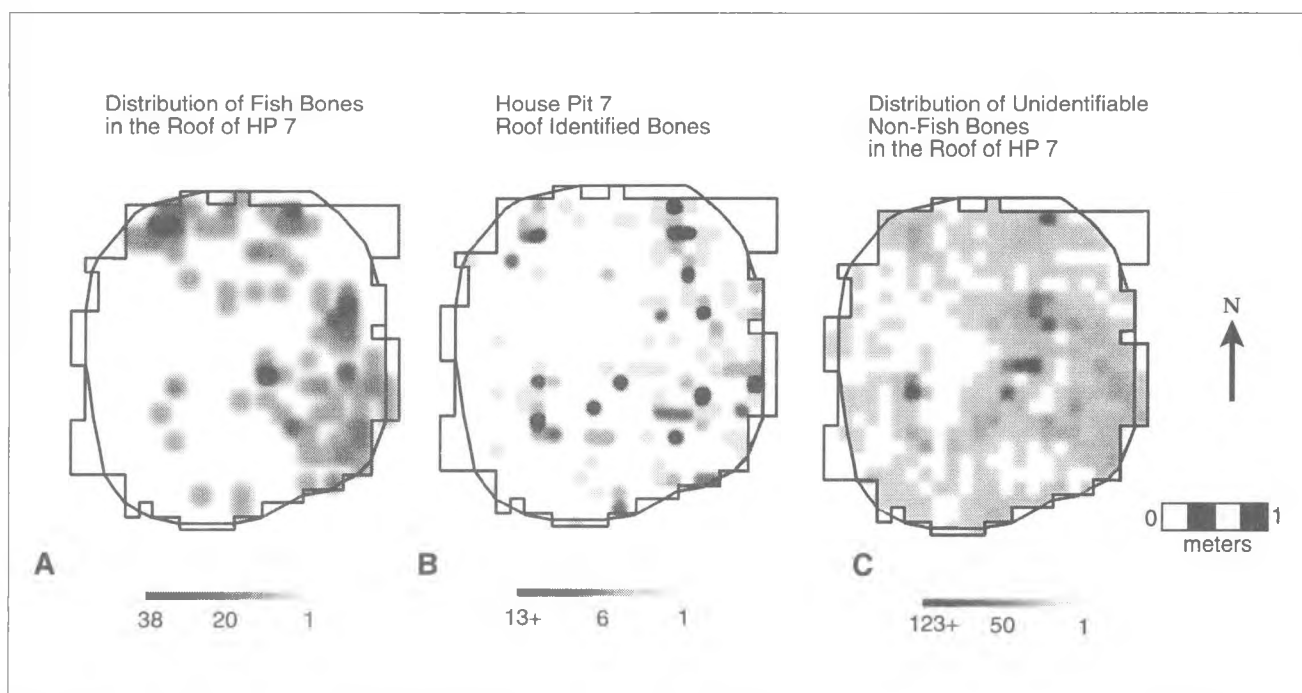 Distribution of Fish Bones
in the Roof of HP 7
House Pit 7
Roof Identified Bones
Distribution of Unidentifiable
Non-Fish Bones
in the Roof of HP 7
N
0 1
meters
A
38 20 1
B
13+ 6 1
C
123+ 50 1